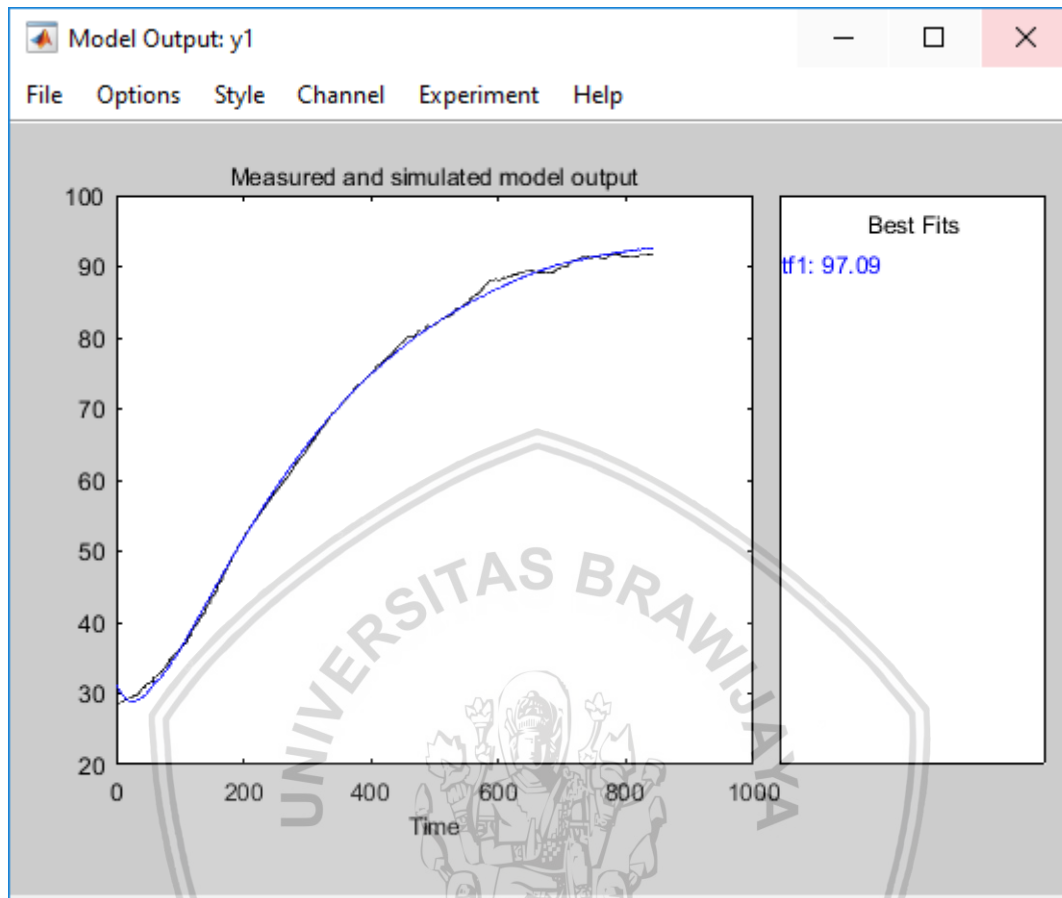 Model Output: y1
File Options Style Channel Experiment Help
Measured and simulated model output
Best Fits
tf1: 97.09
100
90
80
70
60
50
40
30
20
0 200 400 600 800 1000
Time
UNIVERSITAS BRAWIJAYA